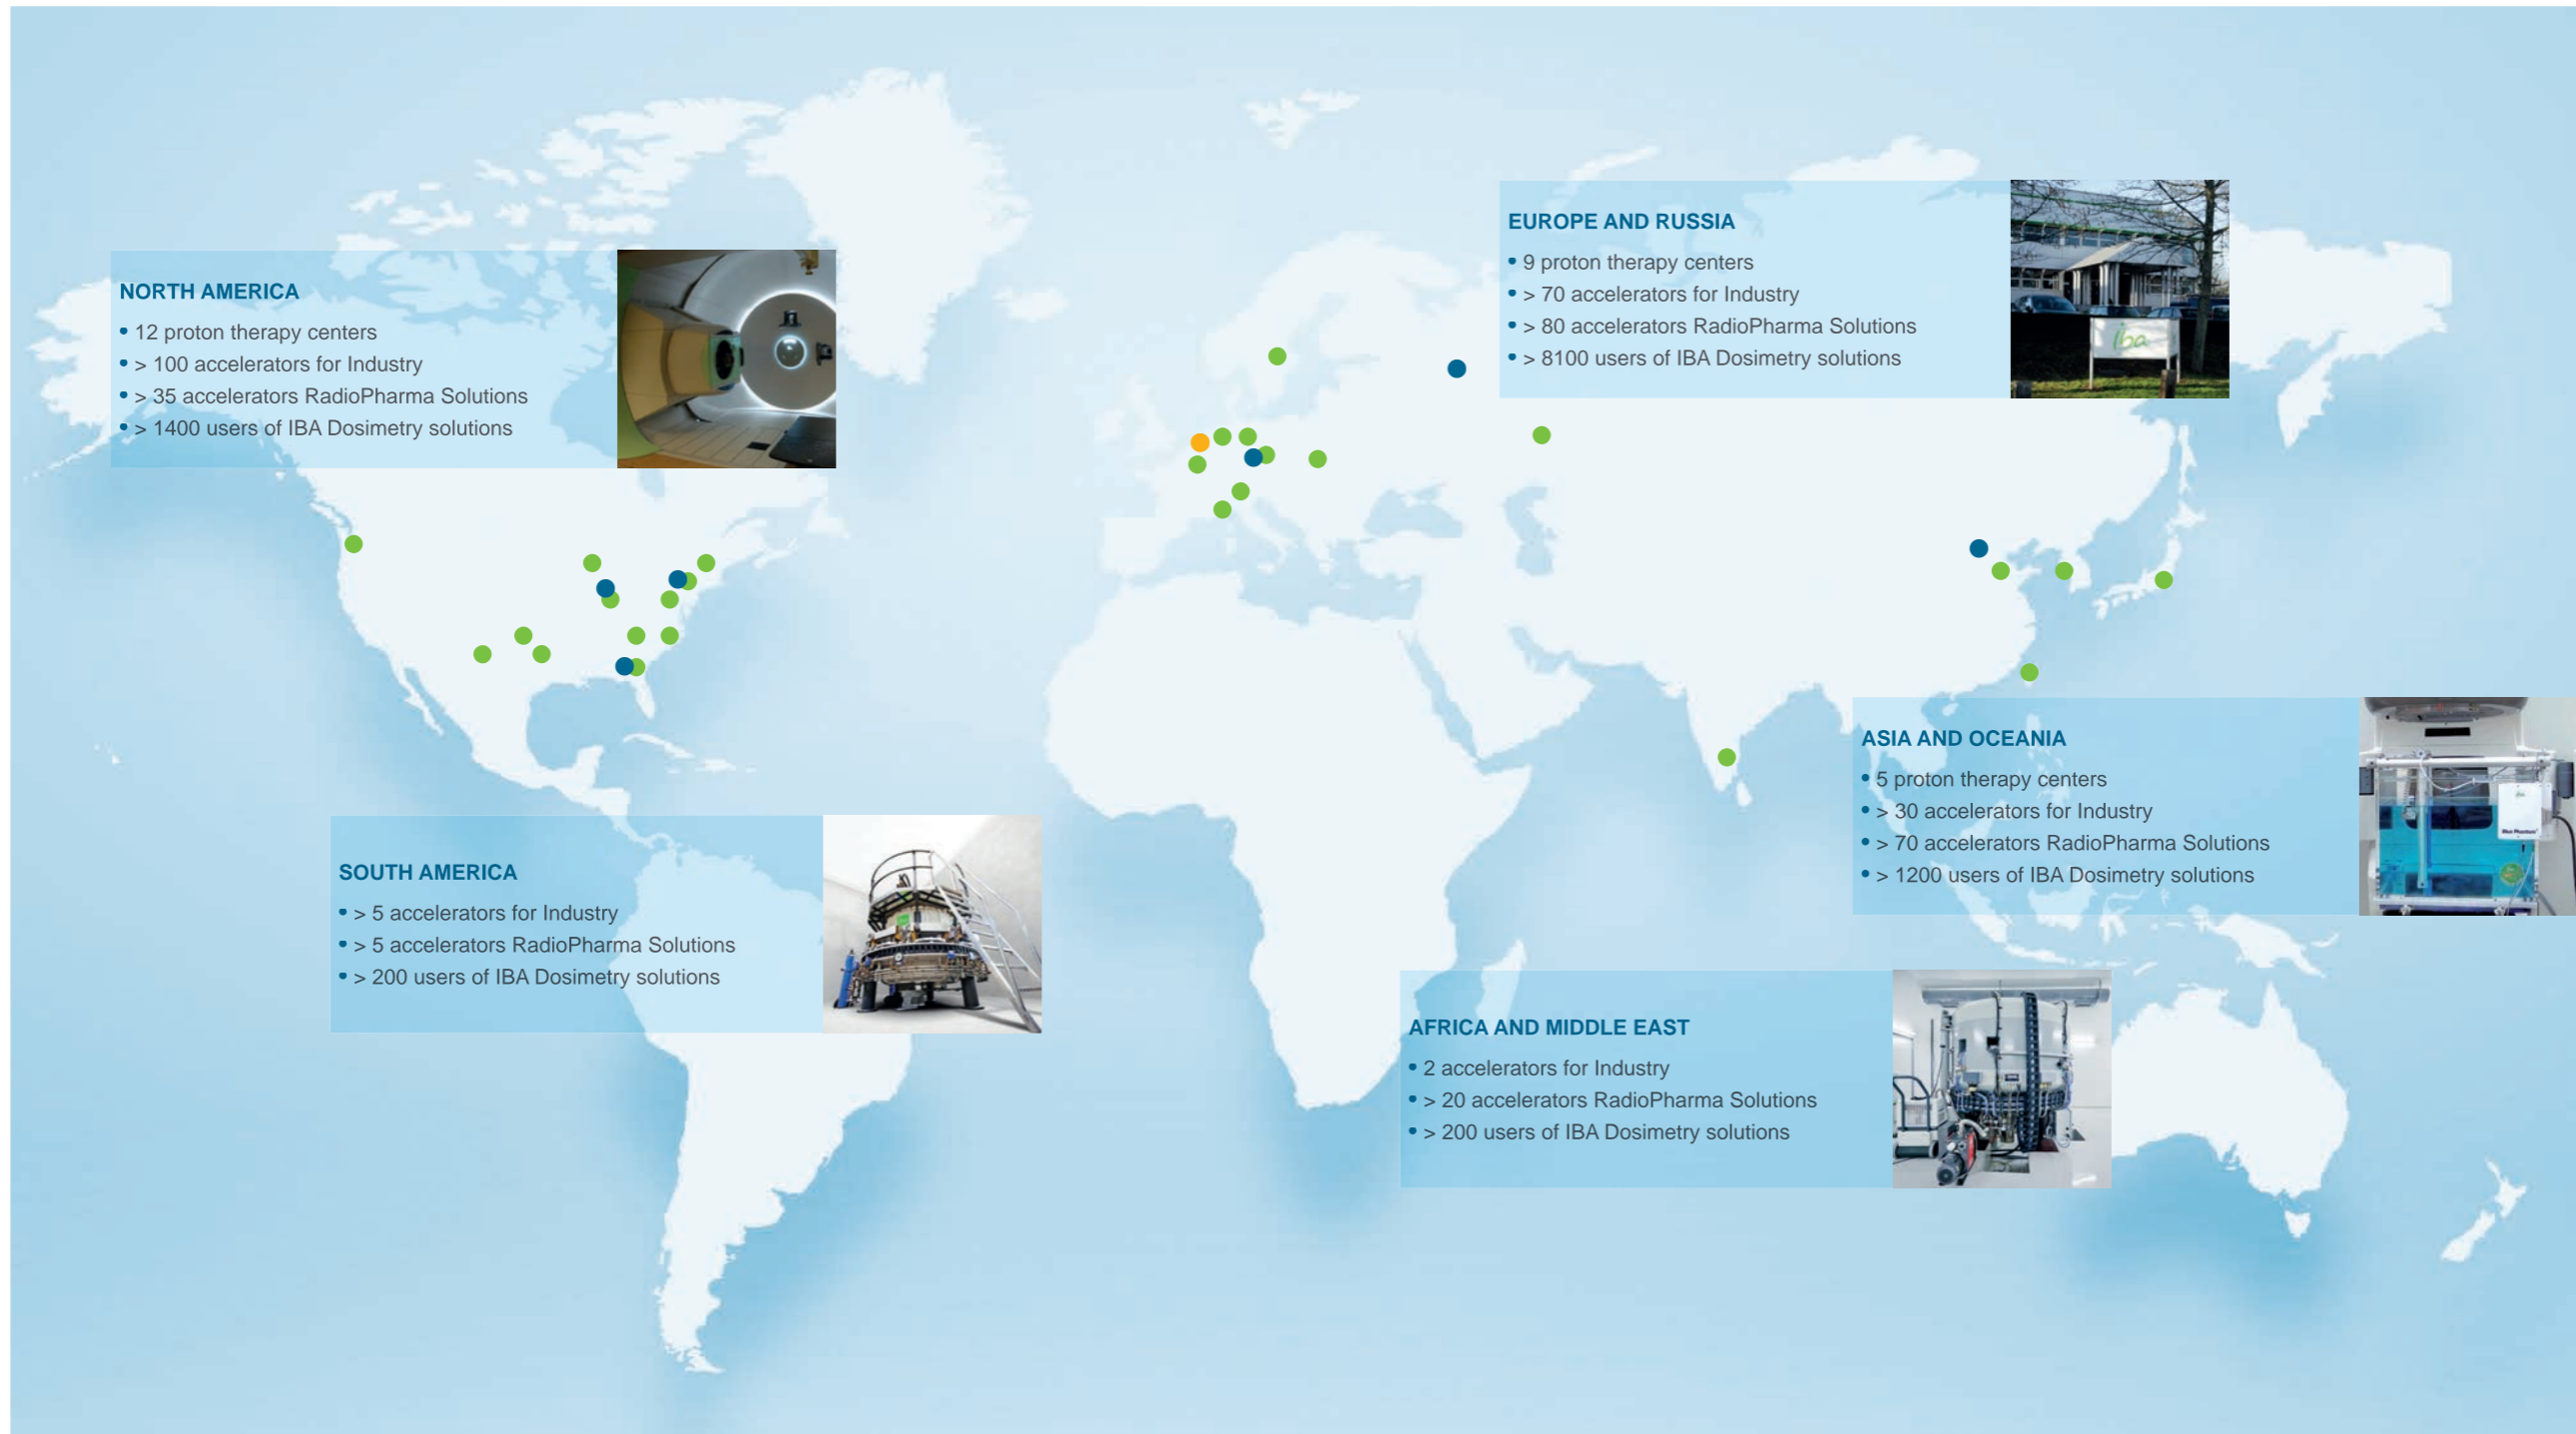 NORTH AMERICA
• 12 proton therapy centers
• > 100 accelerators for Industry
• > 35 accelerators RadioPharma Solutions
• > 1400 users of IBA Dosimetry solutions
EUROPE AND RUSSIA
• 9 proton therapy centers
• > 70 accelerators for Industry
• > 80 accelerators RadioPharma Solutions
• > 8100 users of IBA Dosimetry solutions
iba
ASIA AND OCEANIA
• 5 proton therapy centers
• > 30 accelerators for Industry
• > 70 accelerators RadioPharma Solutions
• > 1200 users of IBA Dosimetry solutions
Blue Phantom²
SOUTH AMERICA
• > 5 accelerators for Industry
• > 5 accelerators RadioPharma Solutions
• > 200 users of IBA Dosimetry solutions
AFRICA AND MIDDLE EAST
• 2 accelerators for Industry
• > 20 accelerators RadioPharma Solutions
• > 200 users of IBA Dosimetry solutions